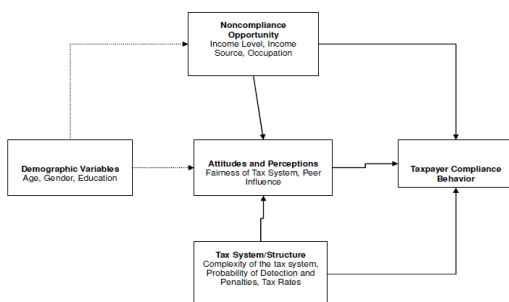 Noncompliance
Opportunity
Income Level, Income
Source, Occupation
Demographic Variables
Age, Gender, Education
Attitudes and Perceptions
Fairness of Tax System, Peer
Influence
Taxpayer Compliance
Behavior
Tax System/Structure
Complexity of the tax system,
Probability of Detection and
Penalties, Tax Rates